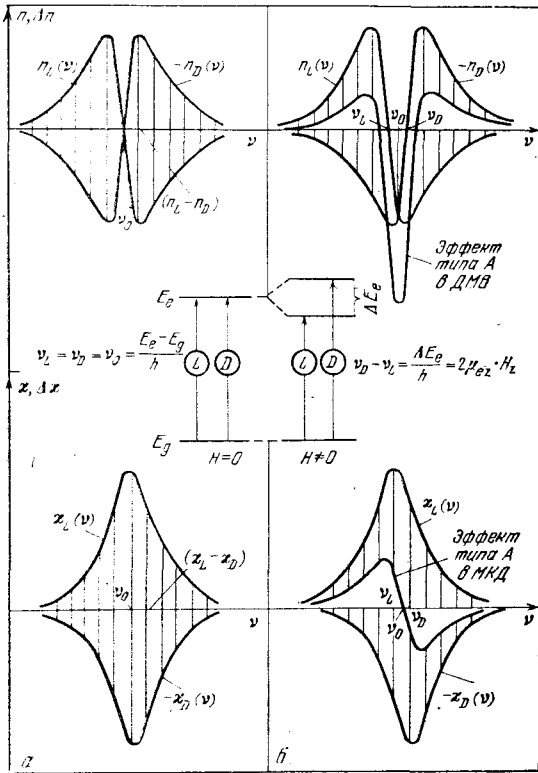 n, Δn
n_L(ν)
-n_D(ν)
ν
ν_0
(n_L-n_D)
n_L(ν)
-n_D(ν)
ν_L
ν_0
ν_D
ν
Эффект
типа А
в ДМВ
E_e
ΔE_e
ν_L = ν_D = ν_0 = (E_e - E_g)/h
L
D
L
D
ν_D - ν_L = ΔE_e/h = 2μ_ez · H_z
ϰ, Δϰ
E_g
H=0
H≠0
ϰ_L(ν)
(ϰ_L-ϰ_D)
ν_0
ν
-ϰ_D(ν)
а
ϰ_L(ν)
Эффект
типа А
в МКД
ν_L
ν_0
ν_D
ν
-ϰ_D(ν)
б